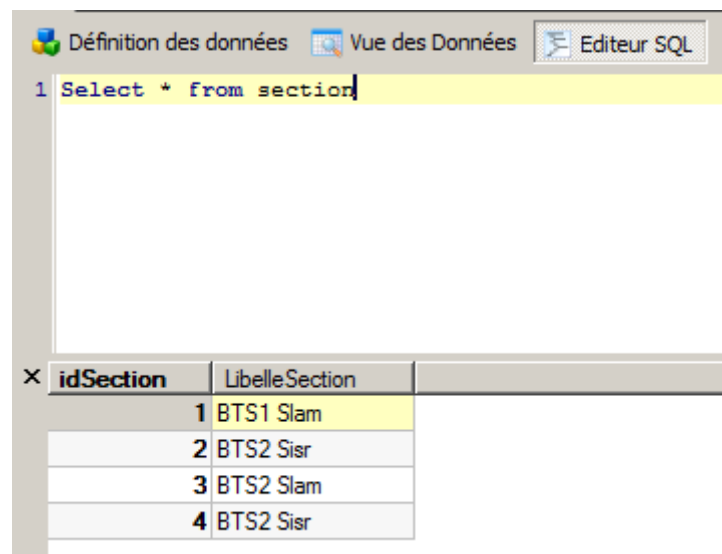 Définition des données Vue des Données Editeur SQL
1 Select * from section
X idSection LibelleSection
1 BTS1 Slam
2 BTS2 Sisr
3 BTS2 Slam
4 BTS2 Sisr